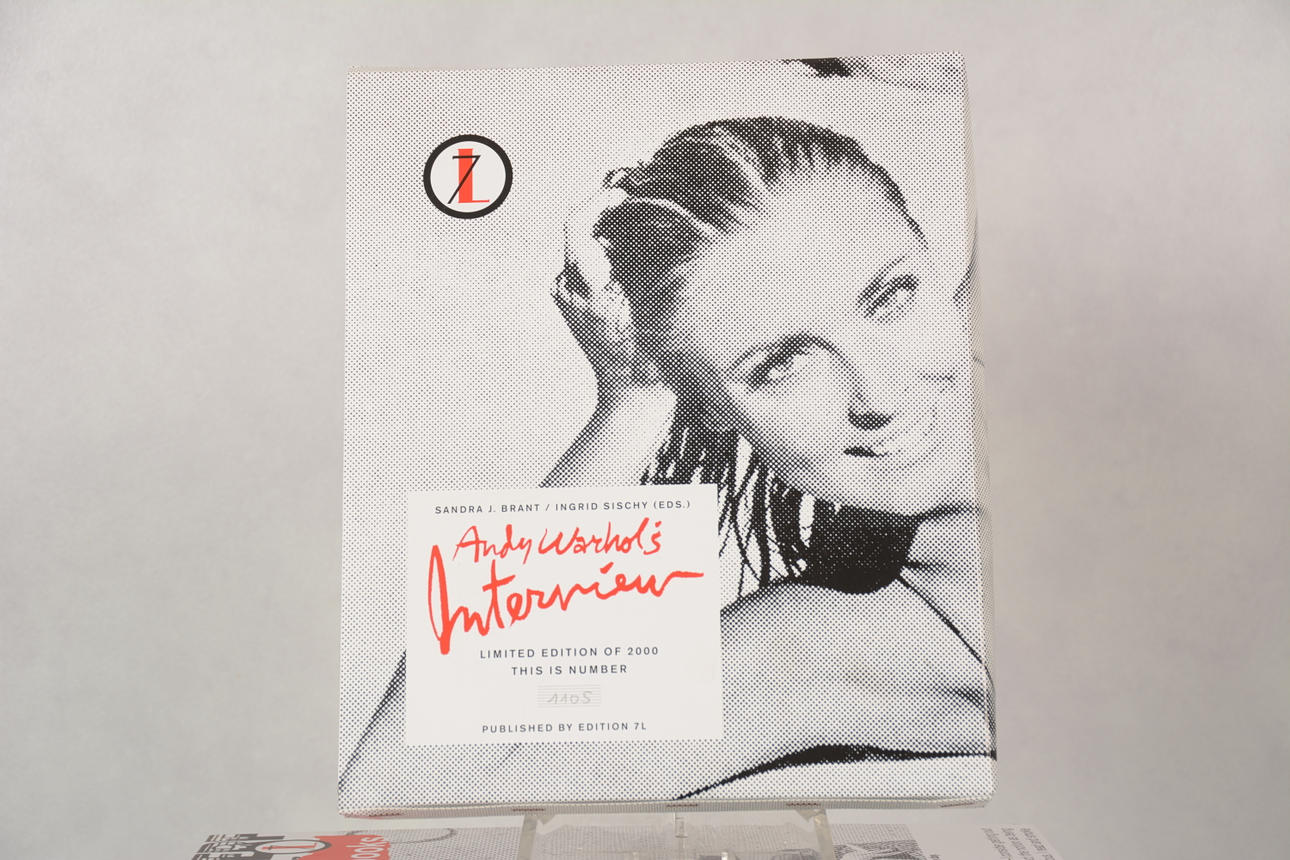 7L
SANDRA J. BRANT / INGRID SISCHY (EDS.)
Andy Warhol's
Interview
LIMITED EDITION OF 2000
THIS IS NUMBER
1105
PUBLISHED BY EDITION 7L
ooks